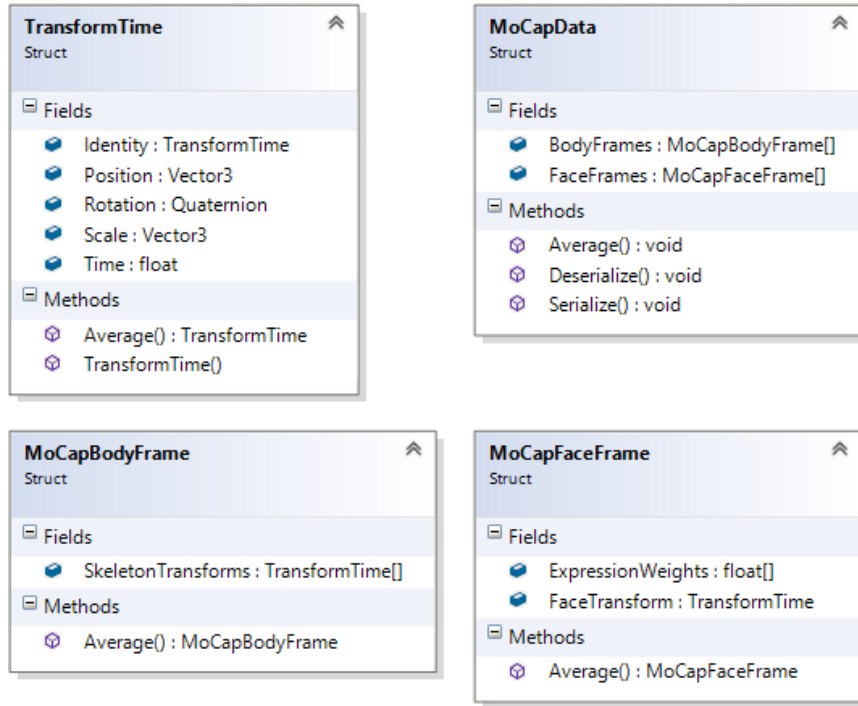 TransformTime
Struct
Fields
Identity : TransformTime
Position : Vector3
Rotation : Quaternion
Scale : Vector3
Time : float
Methods
Average() : TransformTime
TransformTime()
MoCapData
Struct
Fields
BodyFrames : MoCapBodyFrame[]
FaceFrames : MoCapFaceFrame[]
Methods
Average() : void
Deserialize() : void
Serialize() : void
MoCapBodyFrame
Struct
Fields
SkeletonTransforms : TransformTime[]
Methods
Average() : MoCapBodyFrame
MoCapFaceFrame
Struct
Fields
ExpressionWeights : float[]
FaceTransform : TransformTime
Methods
Average() : MoCapFaceFrame